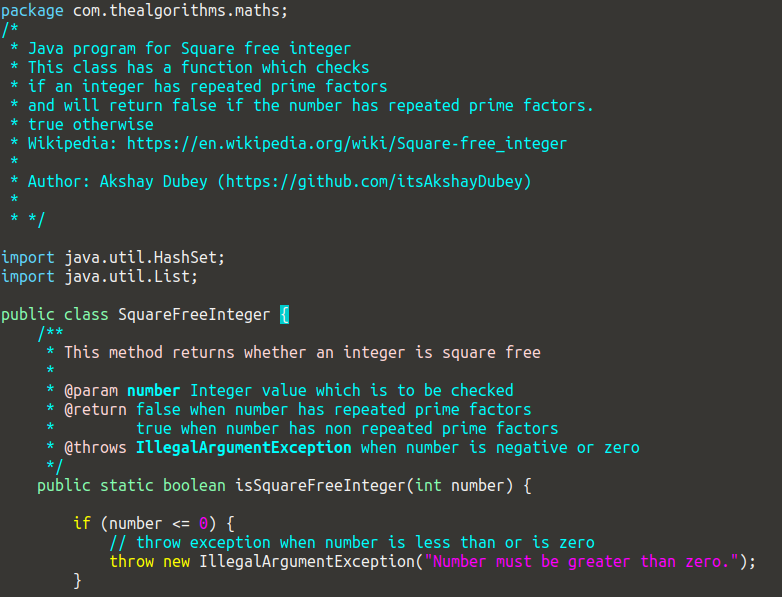 package com.thealgorithms.maths;
/*
 * Java program for Square free integer
 * This class has a function which checks
 * if an integer has repeated prime factors
 * and will return false if the number has repeated prime factors.
 * true otherwise
 * Wikipedia: https://en.wikipedia.org/wiki/Square-free_integer
 *
 * Author: Akshay Dubey (https://github.com/itsAkshayDubey)
 *
 * */

import java.util.HashSet;
import java.util.List;

public class SquareFreeInteger {
    /**
     * This method returns whether an integer is square free
     *
     * @param number Integer value which is to be checked
     * @return false when number has repeated prime factors
     *         true when number has non repeated prime factors
     * @throws IllegalArgumentException when number is negative or zero
     */
    public static boolean isSquareFreeInteger(int number) {

        if (number <= 0) {
            // throw exception when number is less than or is zero
            throw new IllegalArgumentException("Number must be greater than zero.");
        }